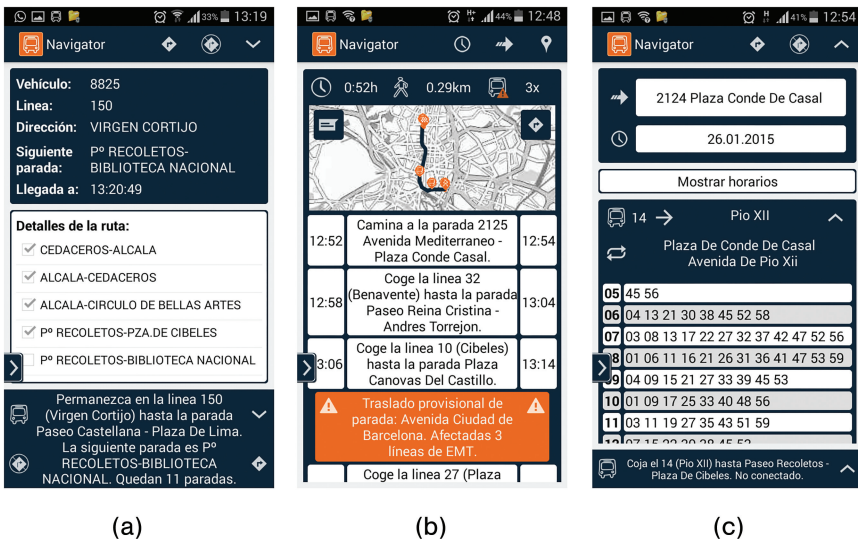 33% 13:19
Navigator
Vehículo: 8825
Linea: 150
Dirección: VIRGEN CORTIJO
Siguiente parada: Pº RECOLETOS-
BIBLIOTECA NACIONAL
Llegada a: 13:20:49
Detalles de la ruta:
CEDACEROS-ALCALA
ALCALA-CEDACEROS
ALCALA-CIRCULO DE BELLAS ARTES
Pº RECOLETOS-PZA.DE CIBELES
Pº RECOLETOS-BIBLIOTECA NACIONAL
Permanezca en la linea 150
(Virgen Cortijo) hasta la parada
Paseo Castellana - Plaza De Lima.
La siguiente parada es Pº
RECOLETOS-BIBLIOTECA
NACIONAL. Quedan 11 paradas.
(a)
44% 12:48
Navigator
0:52h 0.29km 3x
12:52 Camina a la parada 2125
Avenida Mediterraneo -
Plaza Conde Casal. 12:54
12:58 Coge la linea 32
(Benavente) hasta la parada
Paseo Reina Cristina -
Andres Torrejon. 13:04
3:06 Coge la linea 10 (Cibeles)
hasta la parada Plaza
Canovas Del Castillo. 13:14
Traslado provisional de
parada: Avenida Ciudad de
Barcelona. Afectadas 3
líneas de EMT.
Coge la linea 27 (Plaza
(b)
41% 12:54
Navigator
2124 Plaza Conde De Casal
26.01.2015
Mostrar horarios
14 → Pio XII
Plaza De Conde De Casal
Avenida De Pio Xii
05 45 56
06 04 13 21 30 38 45 52 58
07 03 08 13 17 22 27 32 37 42 47 52 56
8 01 06 11 16 21 26 31 36 41 47 53 59
9 04 09 15 21 27 33 39 45 53
10 01 09 17 25 33 40 48 56
11 03 11 19 27 35 43 51 59
Coja el 14 (Pio XII) hasta Paseo Recoletos -
Plaza De Cibeles. No conectado.
(c)